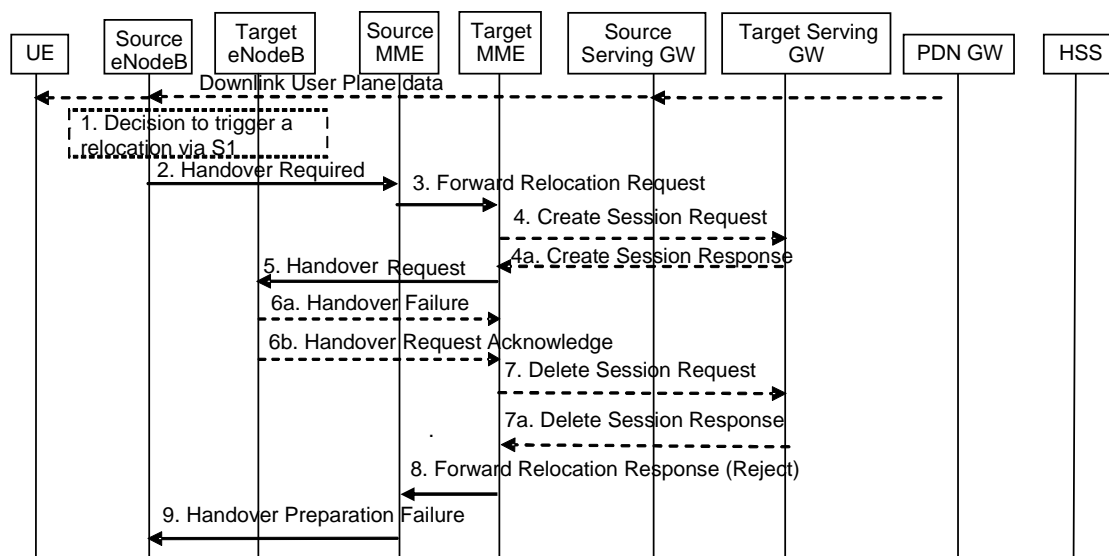 UE
Source
eNodeB
Target
eNodeB
Source
MME
Target
MME
Source
Serving GW
Target Serving
GW
PDN GW
HSS
Downlink User Plane data
1. Decision to trigger a
relocation via S1
2. Handover Required
3. Forward Relocation Request
4. Create Session Request
4a. Create Session Response
5. Handover Request
6a. Handover Failure
6b. Handover Request Acknowledge
7. Delete Session Request
7a. Delete Session Response
.
8. Forward Relocation Response (Reject)
9. Handover Preparation Failure